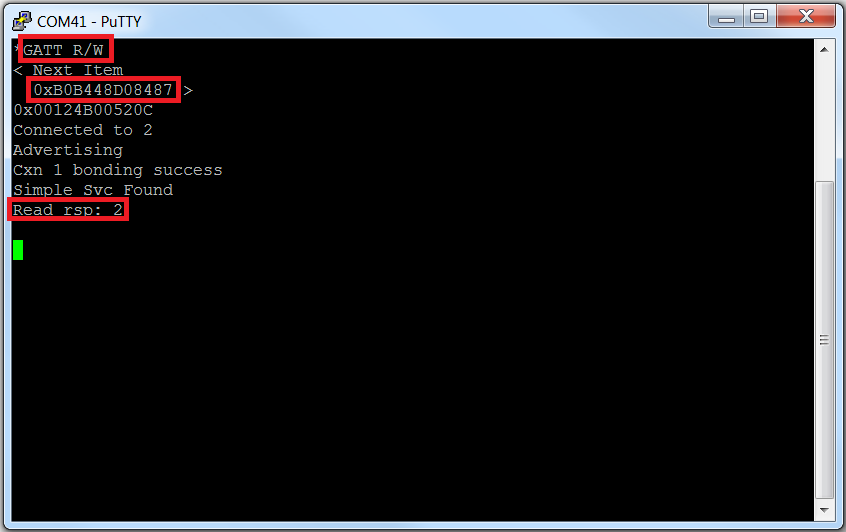 COM41 - PuTTY
*GATT R/W
< Next Item
0xB0B448D08487 >
0x00124B00520C
Connected to 2
Advertising
Cxn 1 bonding success
Simple Svc Found
Read rsp: 2